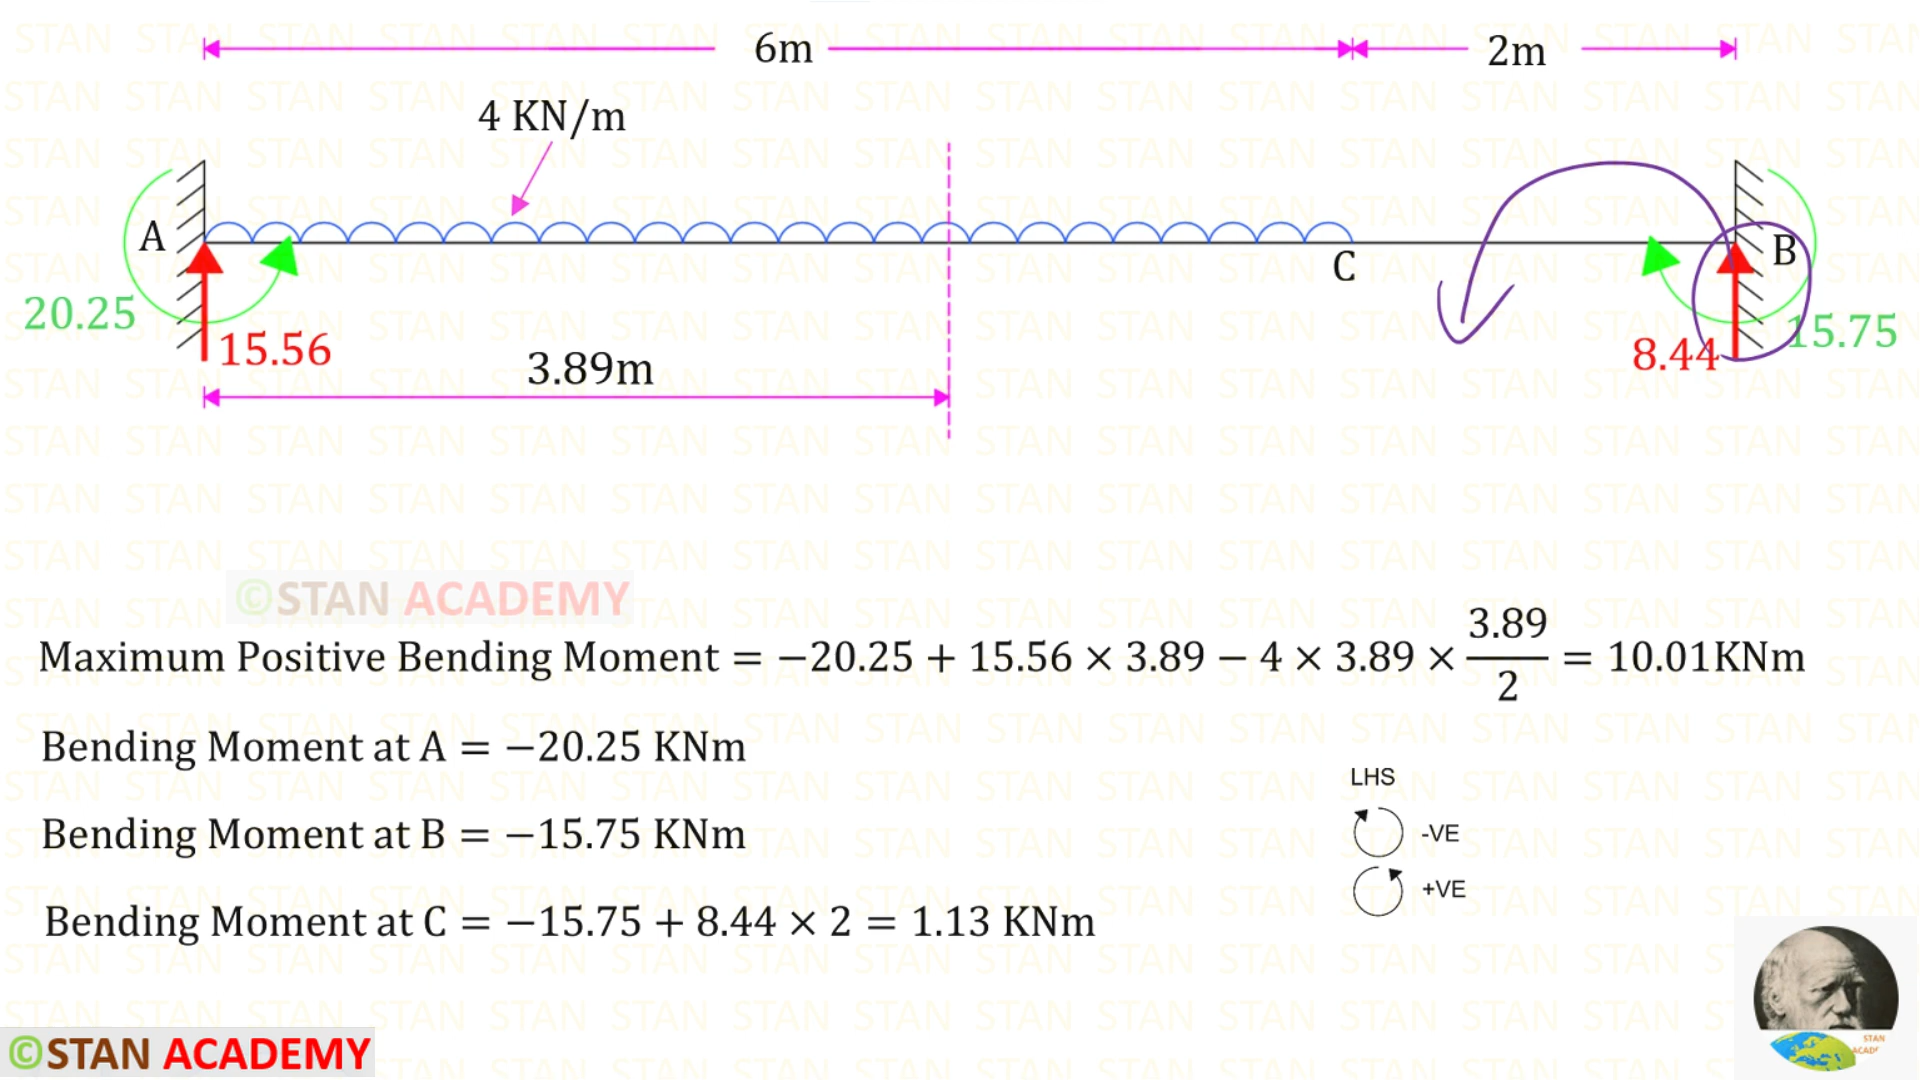 6m 2m
4 KN/m
A B
C
20.25 15.56 8.44 15.75
3.89m
©STAN ACADEMY
Maximum Positive Bending Moment = −20.25 + 15.56 × 3.89 − 4 × 3.89 × 3.89/2 = 10.01KNm
Bending Moment at A = −20.25 KNm
LHS
Bending Moment at B = −15.75 KNm
-VE
+VE
Bending Moment at C = −15.75 + 8.44 × 2 = 1.13 KNm
©STAN ACADEMY
STAN